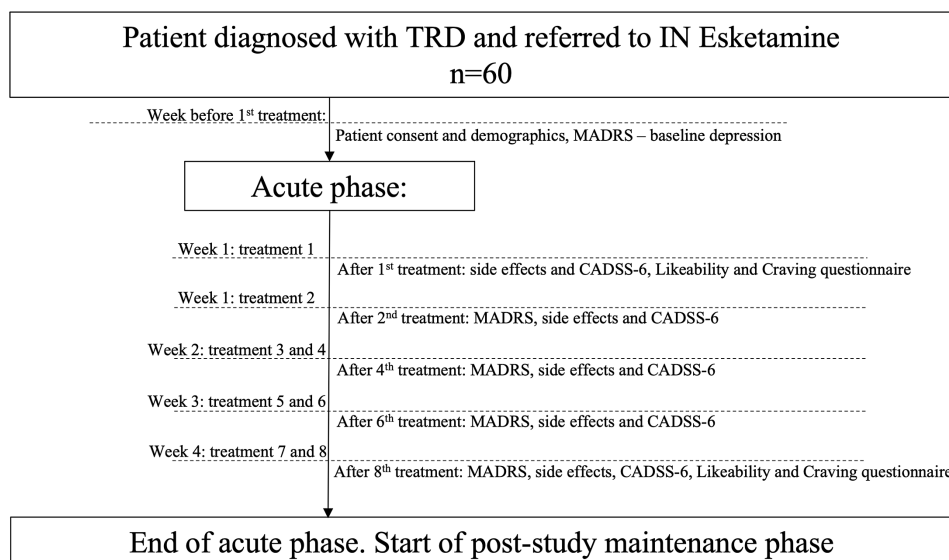 Patient diagnosed with TRD and referred to IN Esketamine
n=60
Week before 1st treatment:
Patient consent and demographics, MADRS – baseline depression
Acute phase:
Week 1: treatment 1
After 1st treatment: side effects and CADSS-6, Likeability and Craving questionnaire
Week 1: treatment 2
After 2nd treatment: MADRS, side effects and CADSS-6
Week 2: treatment 3 and 4
After 4th treatment: MADRS, side effects and CADSS-6
Week 3: treatment 5 and 6
After 6th treatment: MADRS, side effects and CADSS-6
Week 4: treatment 7 and 8
After 8th treatment: MADRS, side effects, CADSS-6, Likeability and Craving questionnaire
End of acute phase. Start of post-study maintenance phase